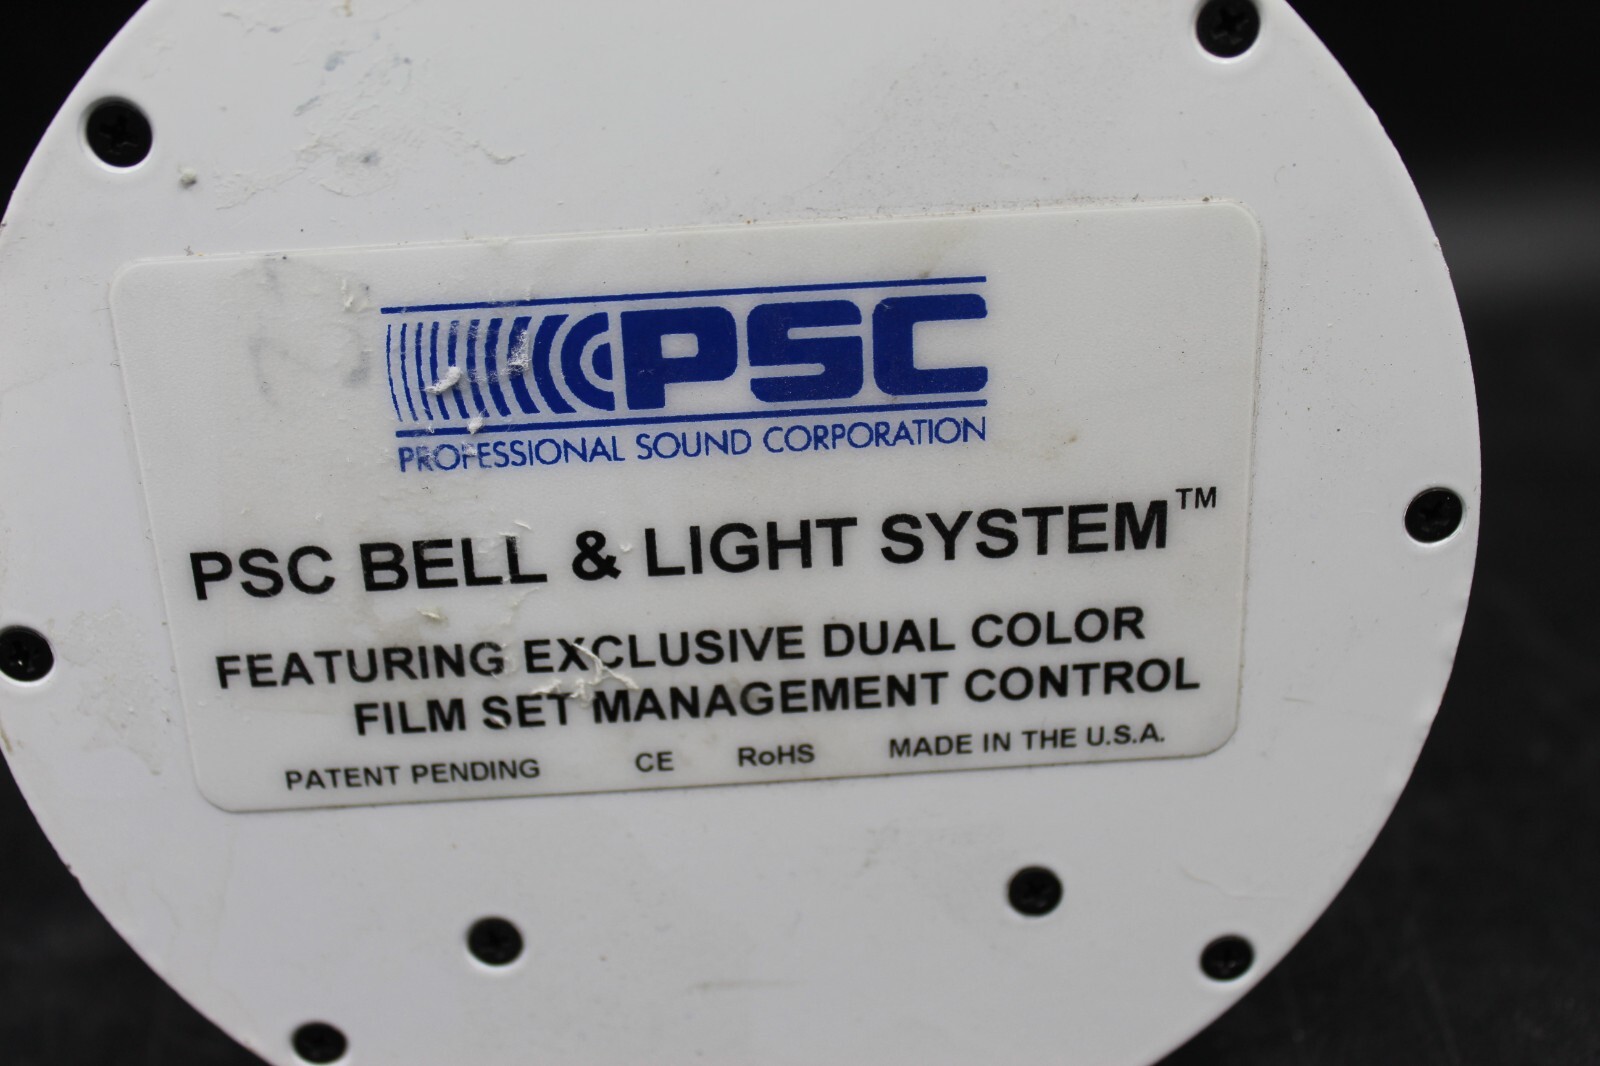 PSC
PROFESSIONAL SOUND CORPORATION
PSC BELL & LIGHT SYSTEM™
FEATURING EXCLUSIVE DUAL COLOR
FILM SET MANAGEMENT CONTROL
PATENT PENDING CE RoHS MADE IN THE U.S.A.